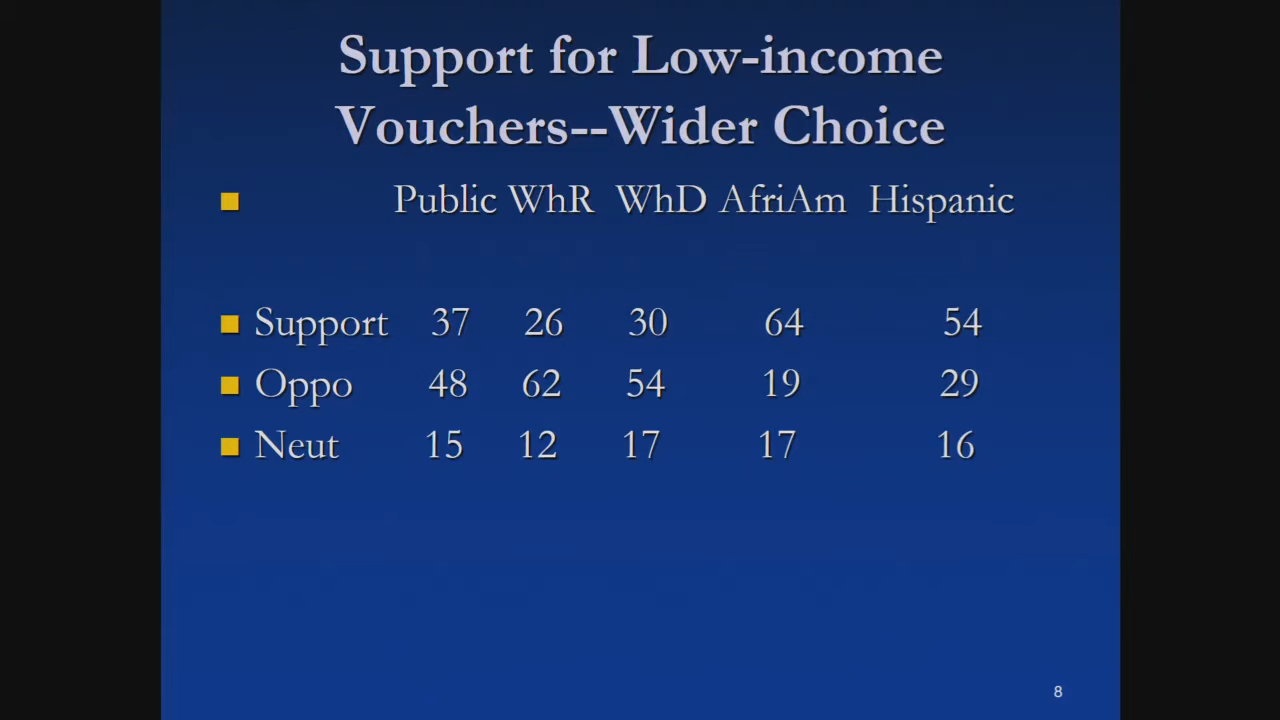 Support for Low-income
Vouchers--Wider Choice
Public WhR WhD AfriAm Hispanic
Support 37 26 30 64 54
Oppo 48 62 54 19 29
Neut 15 12 17 17 16
8